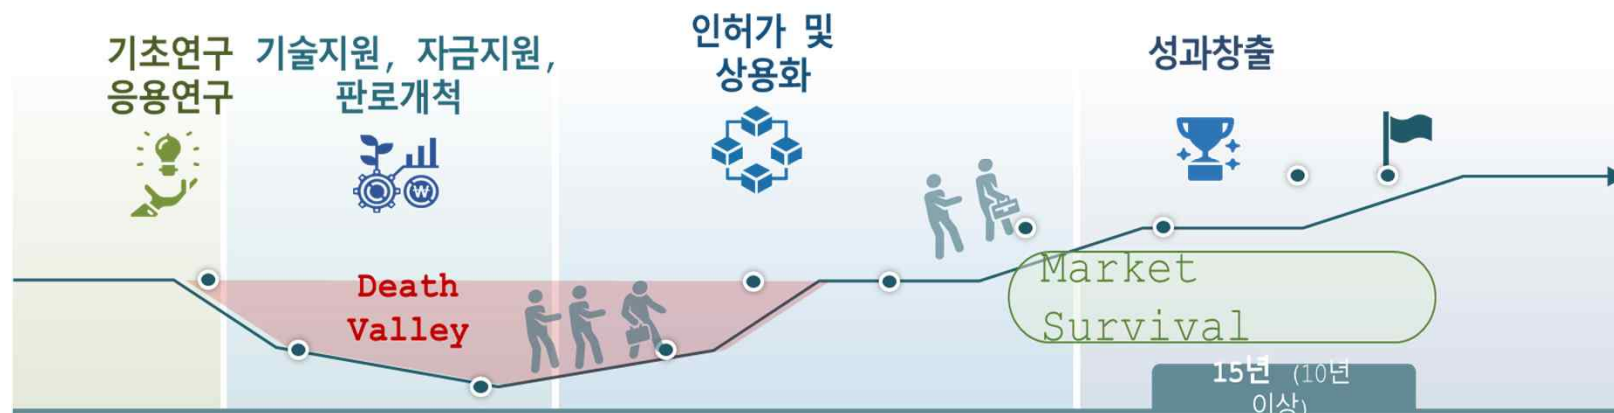 기초연구
응용연구
기술지원, 자금지원,
판로개척
인허가 및
상용화
성과창출
₩
Death
Valley
Market
Survival
15년 (10년
이상)